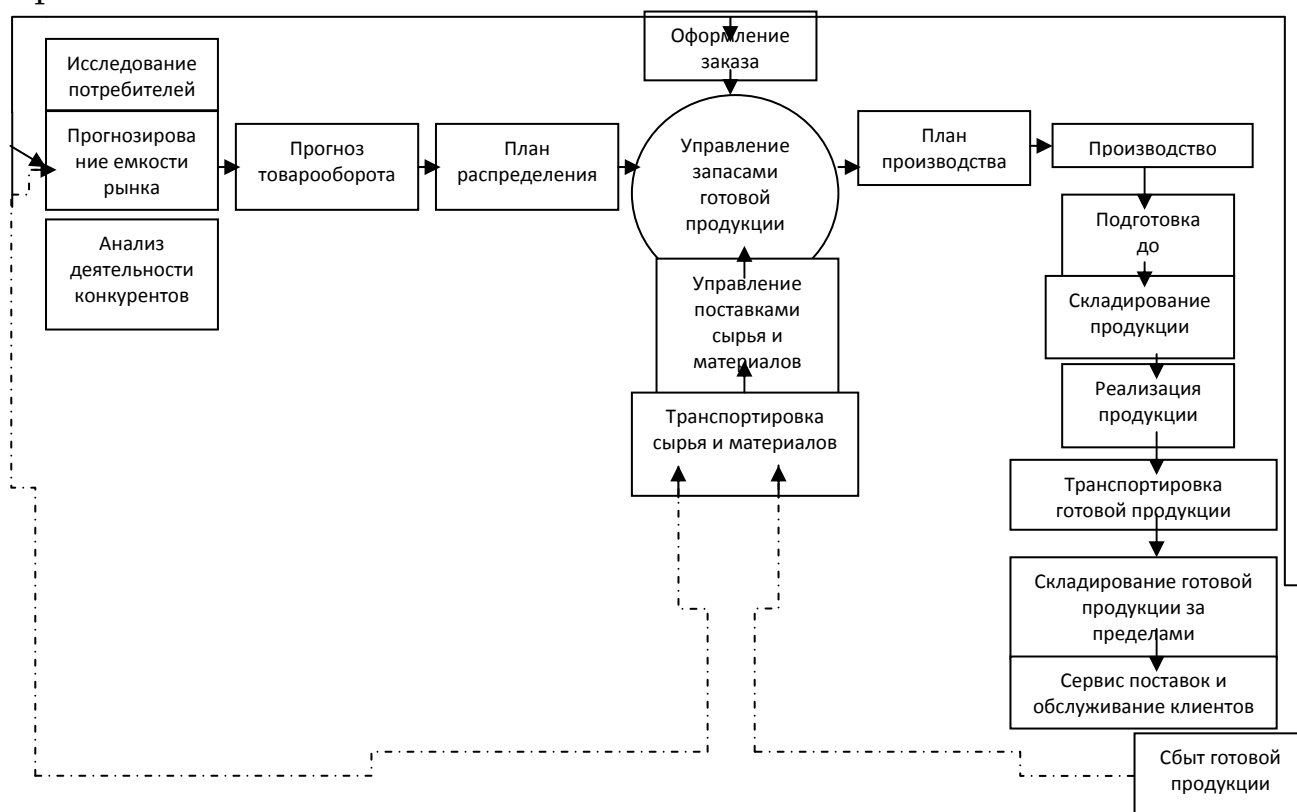 Оформление
заказа
Исследование
потребителей
Прогнозирова
ние емкости
рынка
Анализ
деятельности
конкурентов
Прогноз
товарооборота
План
распределения
Управление
запасами
готовой
продукции
Управление
поставками
сырья и
материалов
Транспортировка
сырья и материалов
План
производства
Производство
Подготовка
до
Складирование
продукции
Реализация
продукции
Транспортировка
готовой продукции
Складирование готовой
продукции за
пределами
Сервис поставок и
обслуживание клиентов
Сбыт готовой
продукции